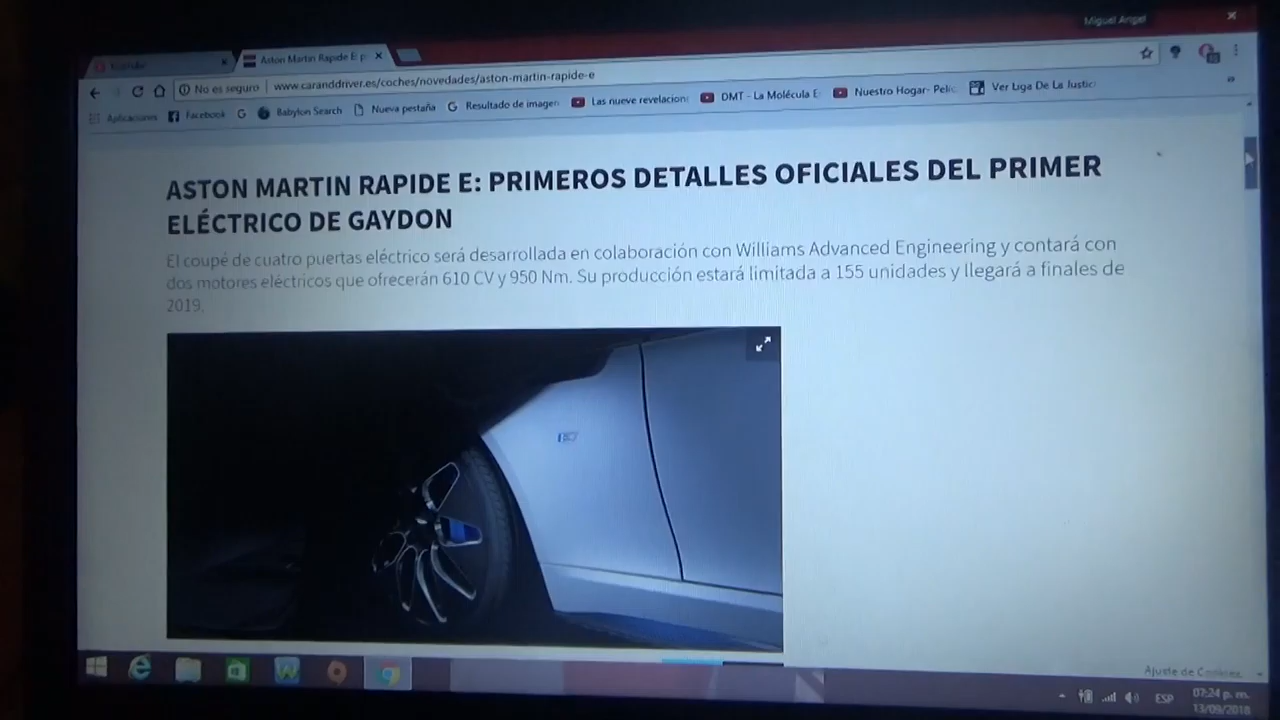 Miguel Angel
YouTube
Aston Martin Rapide E: p
No es seguro
www.caranddriver.es/coches/novedades/aston-martin-rapide-e
Aplicaciones
Facebook
Babylon Search
Nueva pestaña
Resultado de imagen
Las nueve revelacion
DMT - La Molécula E
Nuestro Hogar- Pelic
Ver Liga De La Justic
ASTON MARTIN RAPIDE E: PRIMEROS DETALLES OFICIALES DEL PRIMER
ELÉCTRICO DE GAYDON
El coupé de cuatro puertas eléctrico será desarrollada en colaboración con Williams Advanced Engineering y contará con
dos motores eléctricos que ofrecerán 610 CV y 950 Nm. Su producción estará limitada a 155 unidades y llegará a finales de
2019.
Ajuste de Cookies
ESP
07:24 p. m.
13/09/2018